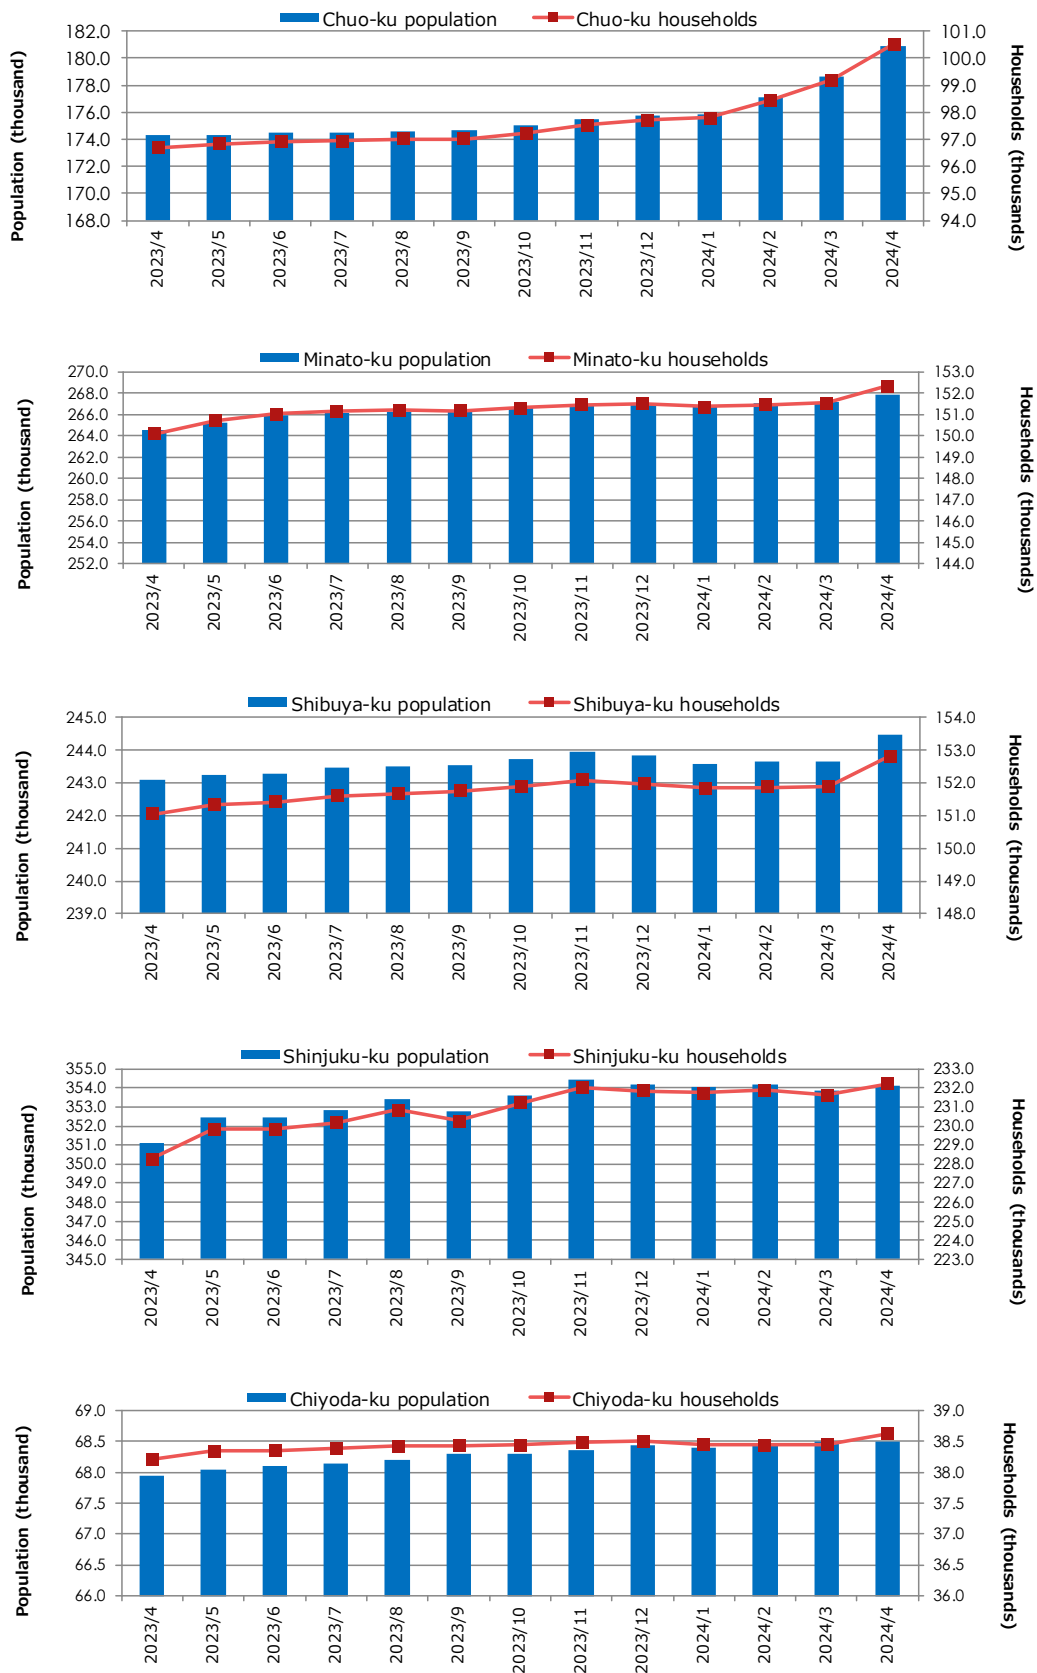 Chuo-ku population Chuo-ku households
Population (thousand)
Households (thousands)
182.0 101.0
180.0 100.0
178.0 99.0
176.0 98.0
174.0 97.0
172.0 96.0
170.0 95.0
168.0 94.0
2023/4 2023/5 2023/6 2023/7 2023/8 2023/9 2023/10 2023/11 2023/12 2024/1 2024/2 2024/3 2024/4
Minato-ku population Minato-ku households
Population (thousand)
Households (thousands)
270.0 153.0
268.0 152.0
266.0 151.0
264.0 150.0
262.0 149.0
260.0 148.0
258.0 147.0
256.0 146.0
254.0 145.0
252.0 144.0
2023/4 2023/5 2023/6 2023/7 2023/8 2023/9 2023/10 2023/11 2023/12 2024/1 2024/2 2024/3 2024/4
Shibuya-ku population Shibuya-ku households
Population (thousand)
Households (thousands)
245.0 154.0
244.0 153.0
243.0 152.0
242.0 151.0
241.0 150.0
240.0 149.0
239.0 148.0
2023/4 2023/5 2023/6 2023/7 2023/8 2023/9 2023/10 2023/11 2023/12 2024/1 2024/2 2024/3 2024/4
Shinjuku-ku population Shinjuku-ku households
Population (thousand)
Households (thousands)
355.0 233.0
354.0 232.0
353.0 231.0
352.0 230.0
351.0 229.0
350.0 228.0
349.0 227.0
348.0 226.0
347.0 225.0
346.0 224.0
345.0 223.0
2023/4 2023/5 2023/6 2023/7 2023/8 2023/9 2023/10 2023/11 2023/12 2024/1 2024/2 2024/3 2024/4
Chiyoda-ku population Chiyoda-ku households
Population (thousand)
Households (thousands)
69.0 39.0
68.5 38.5
68.0 38.0
67.5 37.5
67.0 37.0
66.5 36.5
66.0 36.0
2023/4 2023/5 2023/6 2023/7 2023/8 2023/9 2023/10 2023/11 2023/12 2024/1 2024/2 2024/3 2024/4